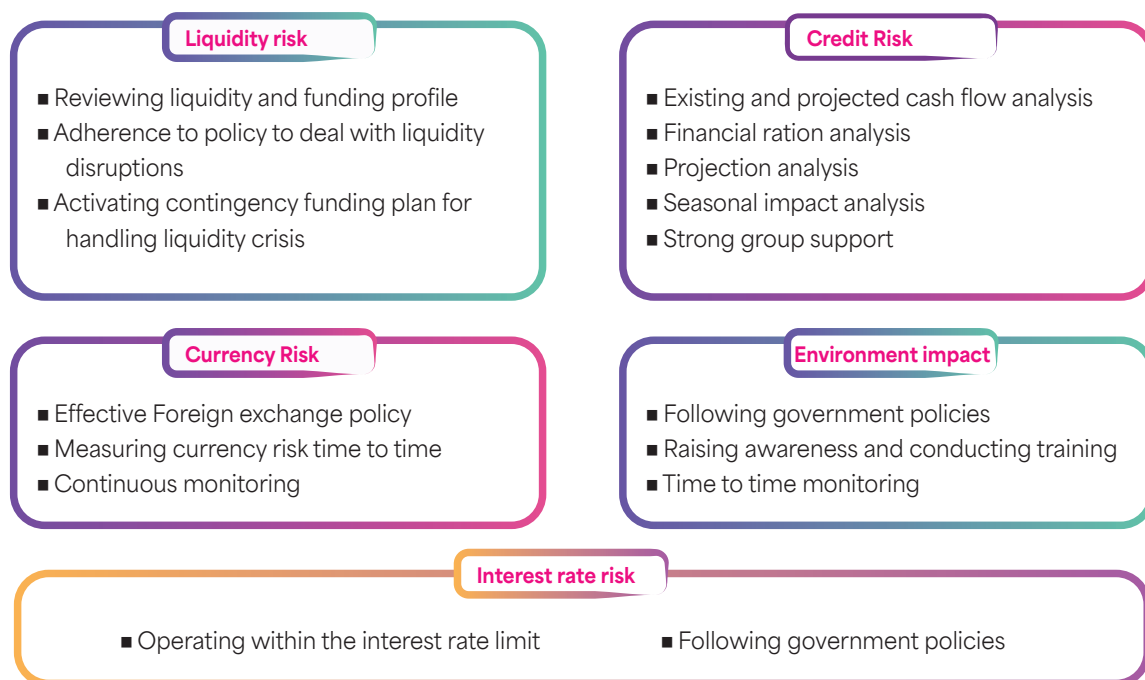 Liquidity risk
■ Reviewing liquidity and funding profile
■ Adherence to policy to deal with liquidity
disruptions
■ Activating contingency funding plan for
handling liquidity crisis
Credit Risk
■ Existing and projected cash flow analysis
■ Financial ration analysis
■ Projection analysis
■ Seasonal impact analysis
■ Strong group support
Currency Risk
■ Effective Foreign exchange policy
■ Measuring currency risk time to time
■ Continuous monitoring
Environment impact
■ Following government policies
■ Raising awareness and conducting training
■ Time to time monitoring
Interest rate risk
■ Operating within the interest rate limit
■ Following government policies